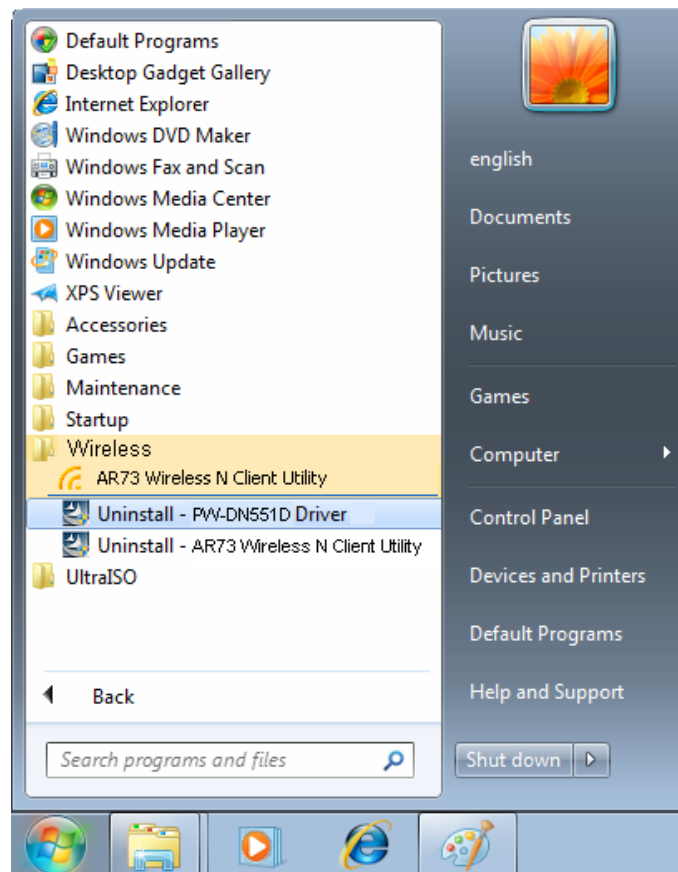 Default Programs
Desktop Gadget Gallery
Internet Explorer
Windows DVD Maker
Windows Fax and Scan
Windows Media Center
Windows Media Player
Windows Update
XPS Viewer
Accessories
Games
Maintenance
Startup
Wireless
AR73 Wireless N Client Utility
Uninstall - PW-DN551D Driver
Uninstall - AR73 Wireless N Client Utility
UltraISO
Back
Search programs and files
english
Documents
Pictures
Music
Games
Computer
Control Panel
Devices and Printers
Default Programs
Help and Support
Shut down